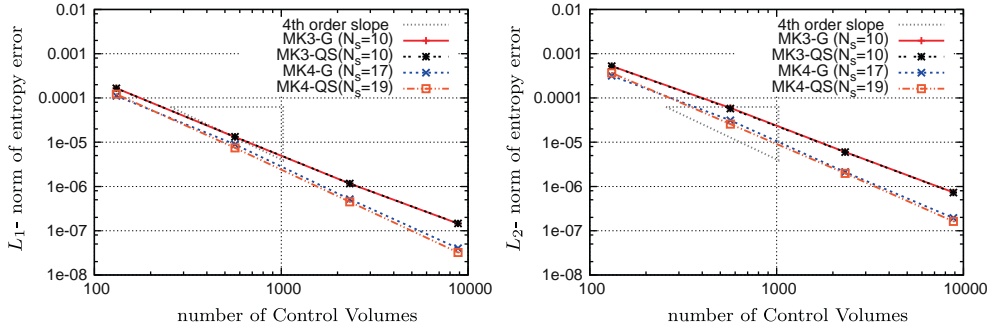 4th order slope
MK3-G (Ns=10)
MK3-QS(Ns=10)
MK4-G (Ns=17)
MK4-QS(Ns=19)
0.1
0.01
0.001
0.0001
1e-05
1e-06
1e-07
1e-08
100
1000
10000
L1- norm of entropy error
number of Control Volumes
4th order slope
MK3-G (Ns=10)
MK3-QS(Ns=10)
MK4-G (Ns=17)
MK4-QS(Ns=19)
0.1
0.01
0.001
0.0001
1e-05
1e-06
1e-07
1e-08
100
1000
10000
L2- norm of entropy error
number of Control Volumes